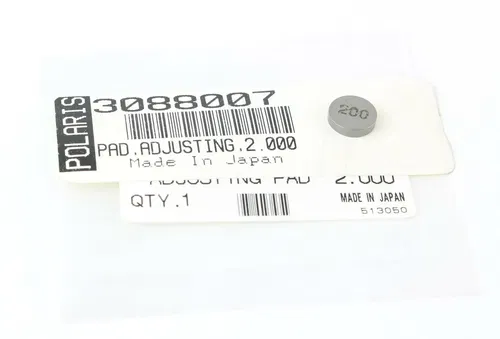 POLARIS
3088007
PAD.ADJUSTING.2.000
Made In Japan
200
ADJUSTING PAD 2.000
QTY.1
MADE IN JAPAN
513050